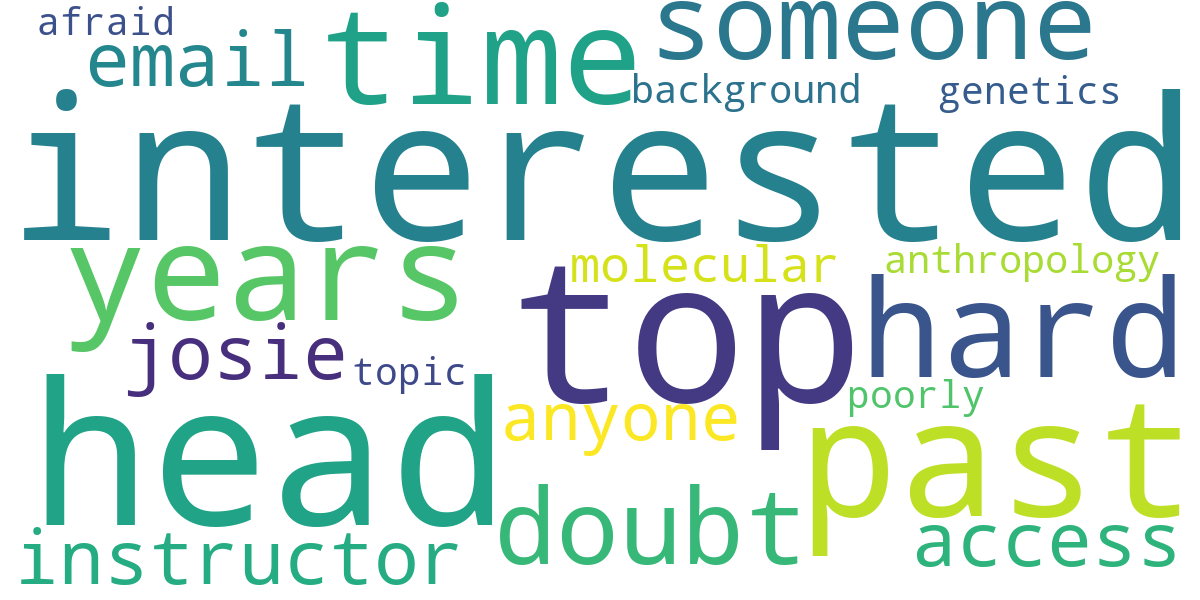 afraid
email
time
someone
background
genetics
interested
years
molecular
anthropology
top
hard
josie
topic
head
anyone
poorly
past
doubt
access
instructor